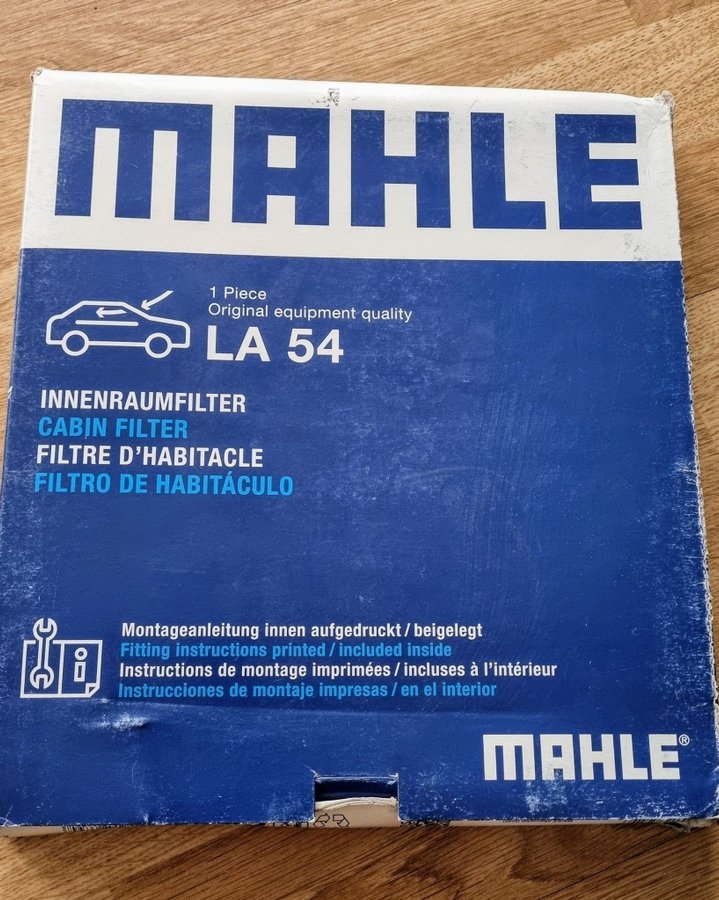 MAHLE
1 Piece
Original equipment quality
LA 54
INNENRAUMFILTER
CABIN FILTER
FILTRE D'HABITACLE
FILTRO DE HABITÁCULO
Montageanleitung innen aufgedruckt / beigelegt
Fitting instructions printed / included inside
Instructions de montage imprimées / incluses à l'intérieur
Instrucciones de montaje impresas / en el interior
MAHLE®